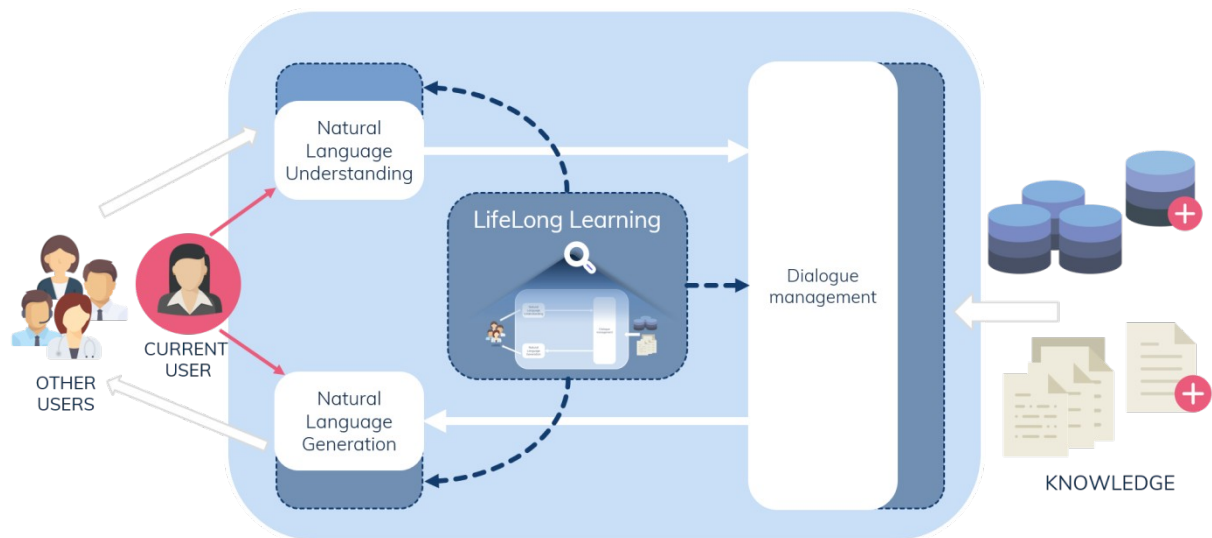 Natural
Language
Understanding
LifeLong Learning
Dialogue
management
CURRENT
USER
OTHER
USERS
Natural
Language
Generation
KNOWLEDGE